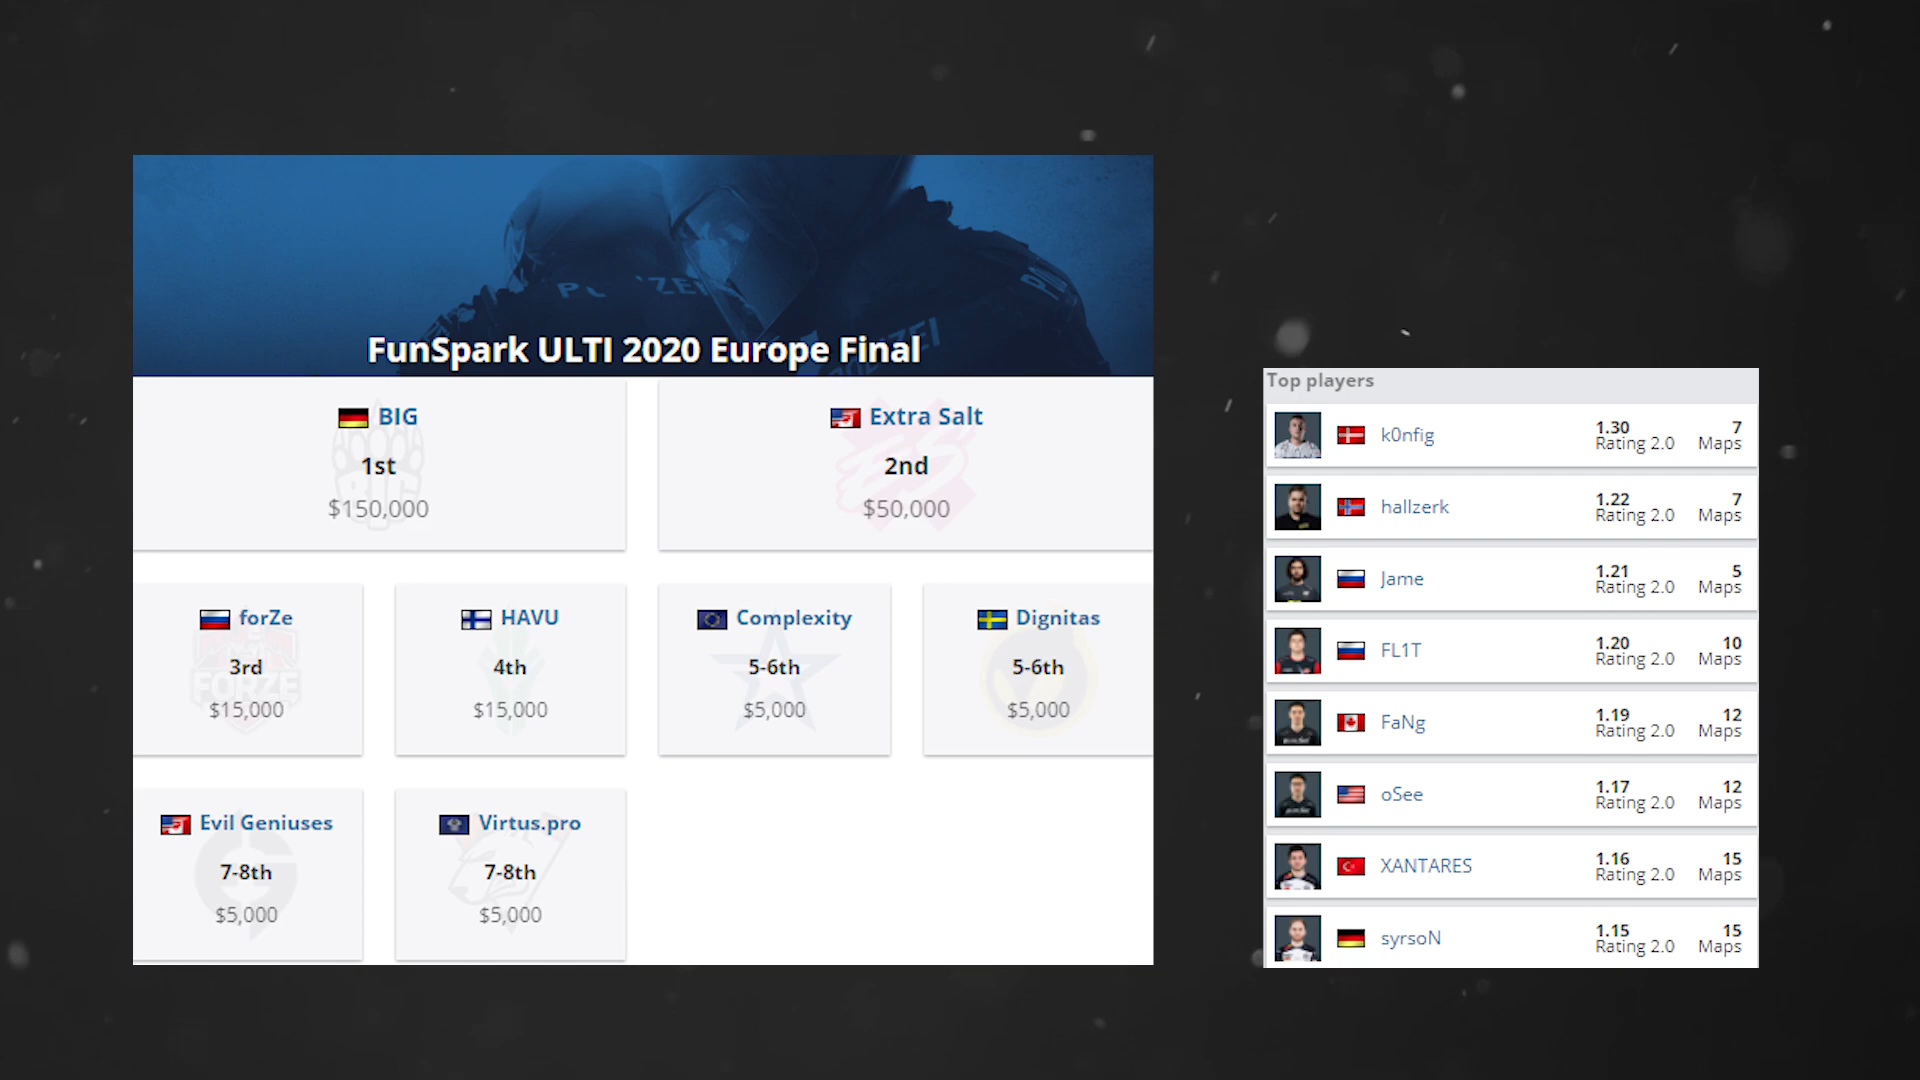 FunSpark ULTI 2020 Europe Final
BIG
1st
$150,000
Extra Salt
2nd
$50,000
forZe
3rd
$15,000
HAVU
4th
$15,000
Complexity
5-6th
$5,000
Dignitas
5-6th
$5,000
Evil Geniuses
7-8th
$5,000
Virtus.pro
7-8th
$5,000
Top players
k0nfig
1.30 7
Rating 2.0 Maps
hallzerk
1.22 7
Rating 2.0 Maps
Jame
1.21 5
Rating 2.0 Maps
FL1T
1.20 10
Rating 2.0 Maps
FaNg
1.19 12
Rating 2.0 Maps
oSee
1.17 12
Rating 2.0 Maps
XANTARES
1.16 15
Rating 2.0 Maps
syrsoN
1.15 15
Rating 2.0 Maps